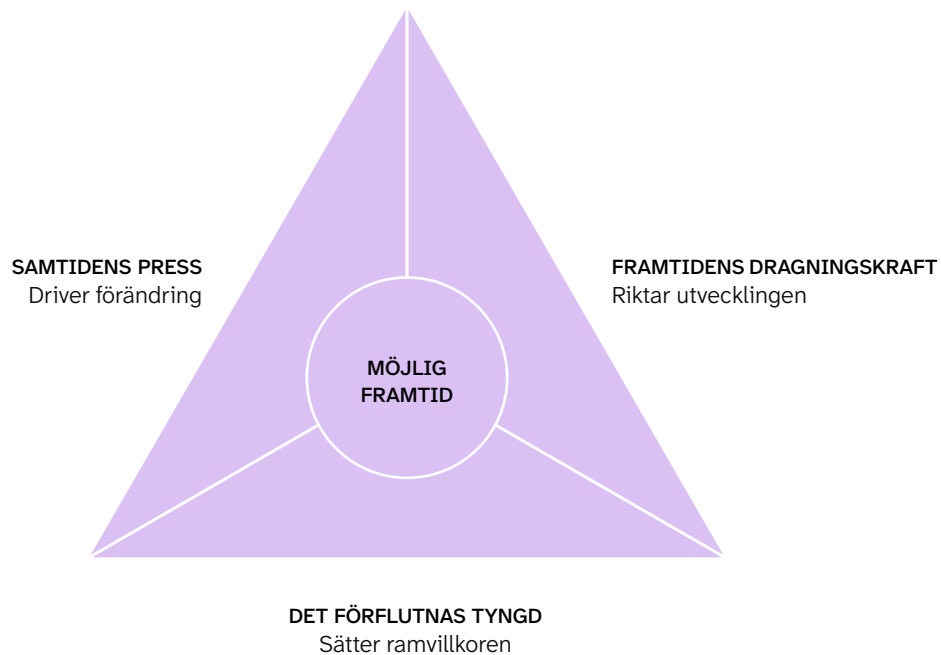 SAMTIDENS PRESS
Driver förändring
FRAMTIDENS DRAGNINGSKRAFT
Riktar utvecklingen
MÖJLIG
FRAMTID
DET FÖRFLUTNAS TYNGD
Sätter ramvillkoren